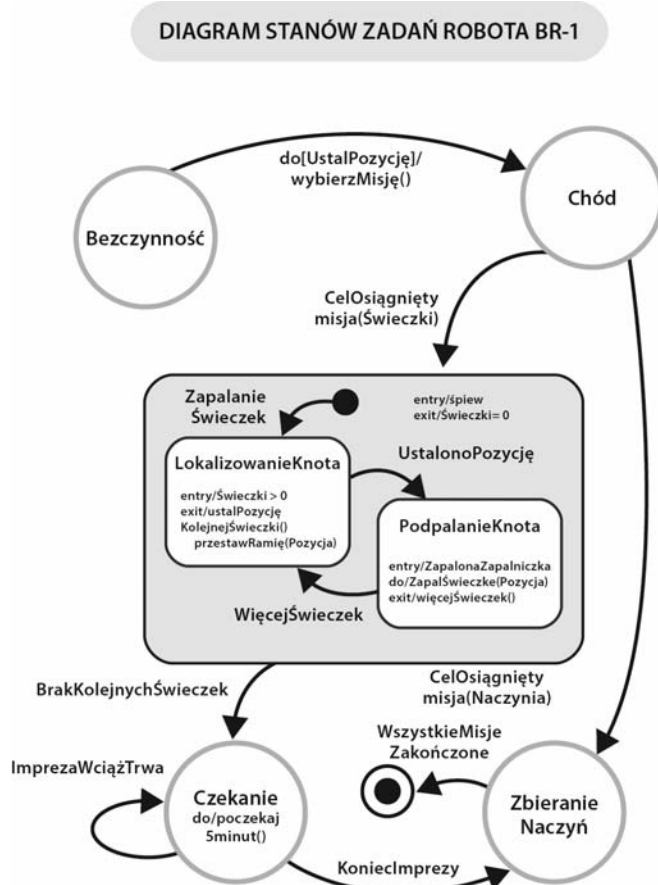 DIAGRAM STANÓW ZADAŃ ROBOTA BR-1
do[UstalPozycję]/
wybierzMisję()
Bezczynność
Chód
CelOsiągnięty
misja(Świeczki)
Zapalanie
Świeczek
entry/śpiew
exit/Świeczki= 0
LokalizowanieKnota
entry/Świeczki > 0
exit/ustalPozycję
KolejnejŚwieczki()
przestawRamię(Pozycja)
UstalonoPozycję
PodpalanieKnota
entry/ZapalonaZapalniczka
do/ZapalŚwieczke(Pozycja)
exit/więcejŚwieczek()
WięcejŚwieczek
BrakKolejnychŚwieczek
CelOsiągnięty
misja(Naczynia)
WszystkieMisje
Zakończone
ImprezaWciążTrwa
Czekanie
do/poczekaj
5minut()
Zbieranie
Naczyń
KoniecImprezy